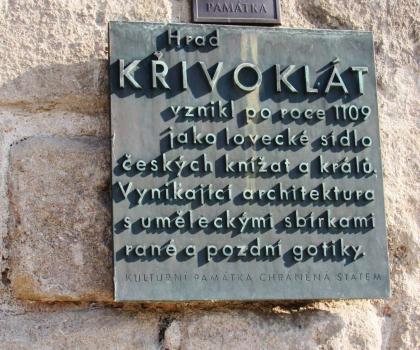 PAMÁTKA
Hrad
KŘIVOKLÁT
vznikl po roce 1109
jako lovecké sídlo
českých knížat a králů.
Vynikající architektura
s uměleckými sbírkami
rané a pozdní gotiky.
KULTURNÍ PAMÁTKA CHRÁNĚNA STÁTEM